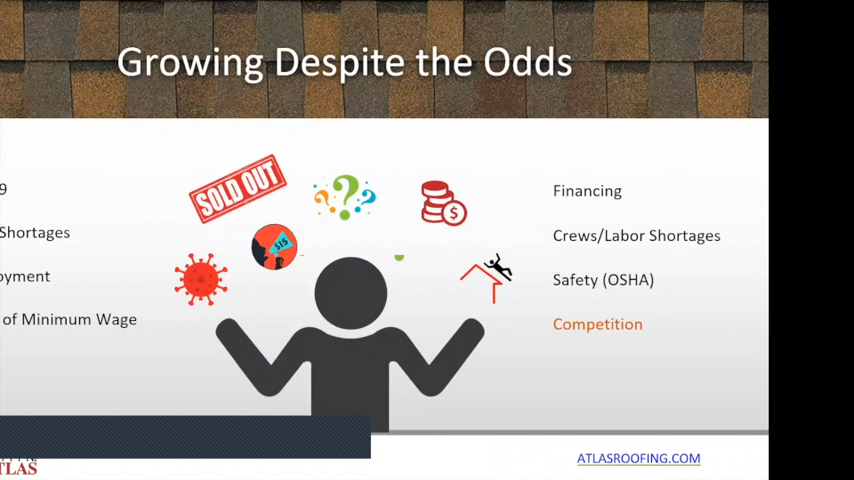 Growing Despite the Odds
9
Shortages
oyment
of Minimum Wage
SOLD OUT
???
$15
$
Financing
Crews/Labor Shortages
Safety (OSHA)
Competition
TLAS
ATLASROOFING.COM